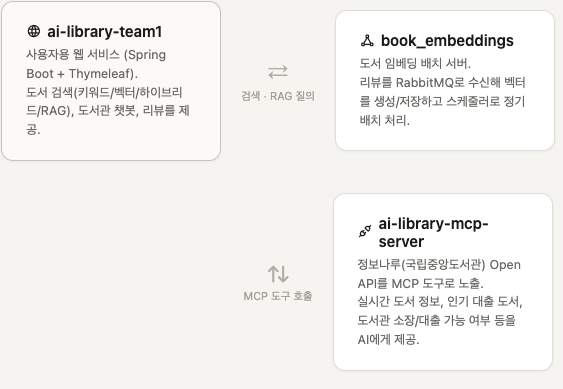 ai-library-team1
사용자용 웹 서비스 (Spring
Boot + Thymeleaf).
도서 검색(키워드/벡터/하이브리
드/RAG), 도서관 챗봇, 리뷰를 제
공.
검색 · RAG 질의
book_embeddings
도서 임베딩 배치 서버.
리뷰를 RabbitMQ로 수신해 벡터
를 생성/저장하고 스케줄러로 정기
배치 처리.
MCP 도구 호출
ai-library-mcp-
server
정보나루(국립중앙도서관) Open
API를 MCP 도구로 노출.
실시간 도서 정보, 인기 대출 도서,
도서관 소장/대출 가능 여부 등을
AI에게 제공.